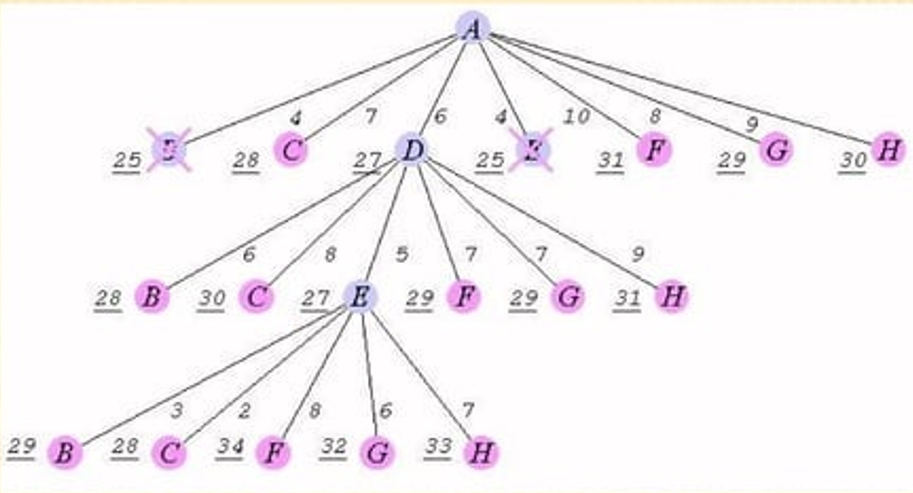 A
4 7 6 4 10 8 9
25 28 C 27 D 25 31 F 29 G 30 H
6 8 5 7 7 9
28 B 30 C 27 E 29 F 29 G 31 H
3 2 8 6 7
29 B 28 C 34 F 32 G 33 H